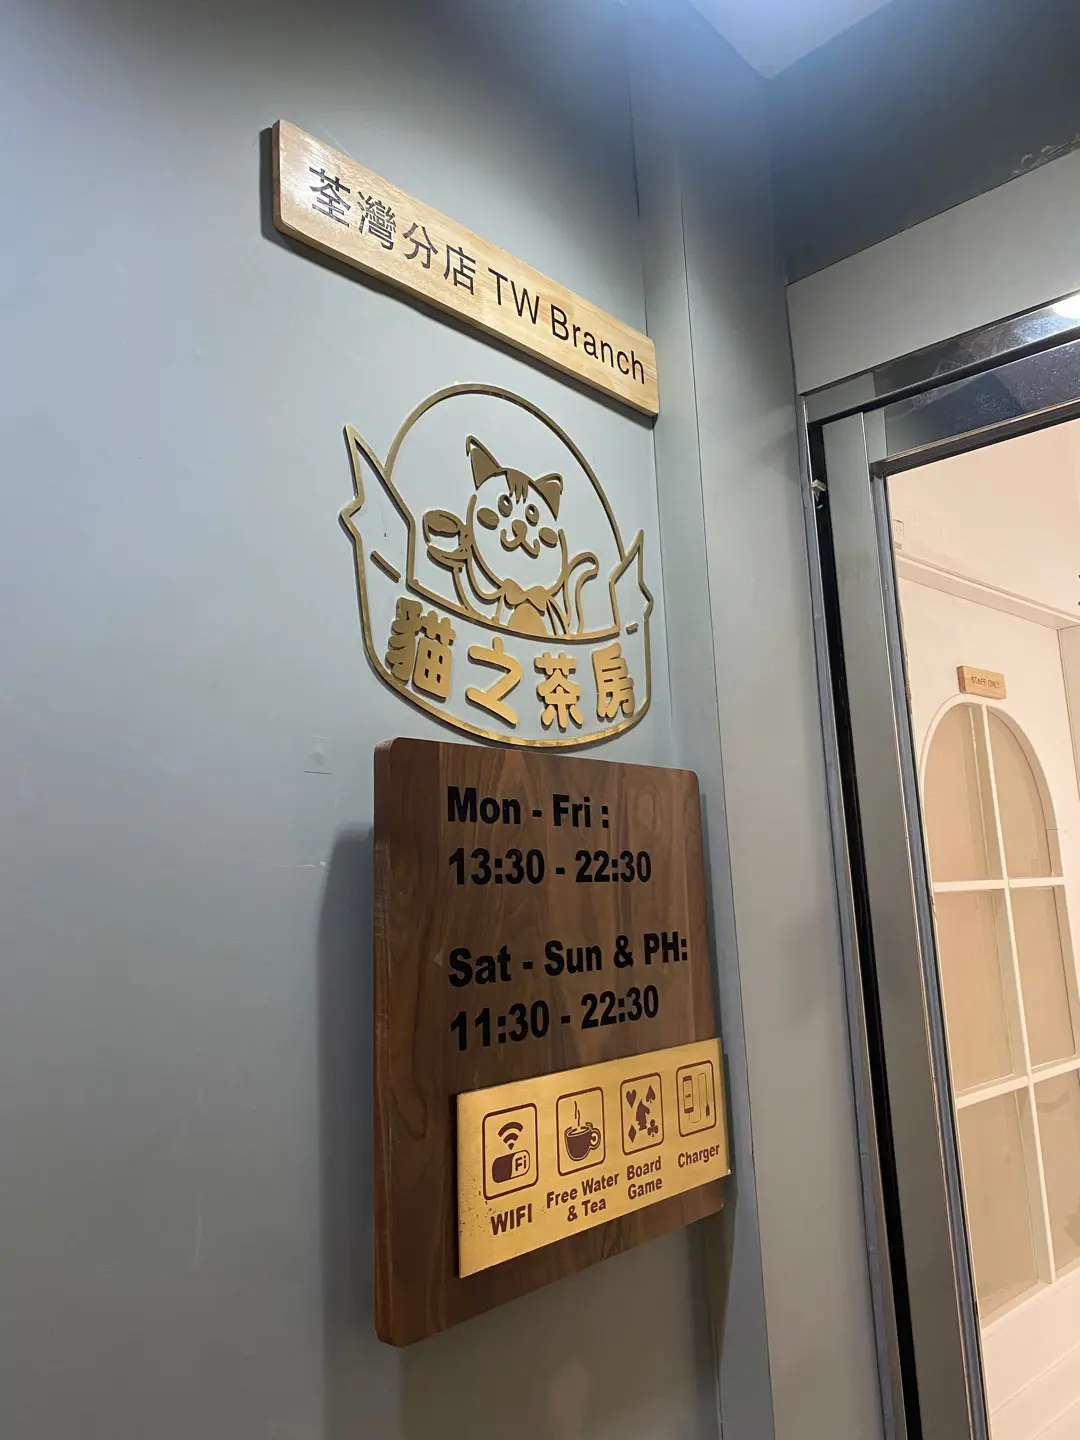 荃灣分店 TW Branch
貓之茶房
Mon - Fri :
13:30 - 22:30
Sat - Sun & PH:
11:30 - 22:30
Fi
WIFI
Free Water
& Tea
Board
Game
Charger
STAFF ONLY